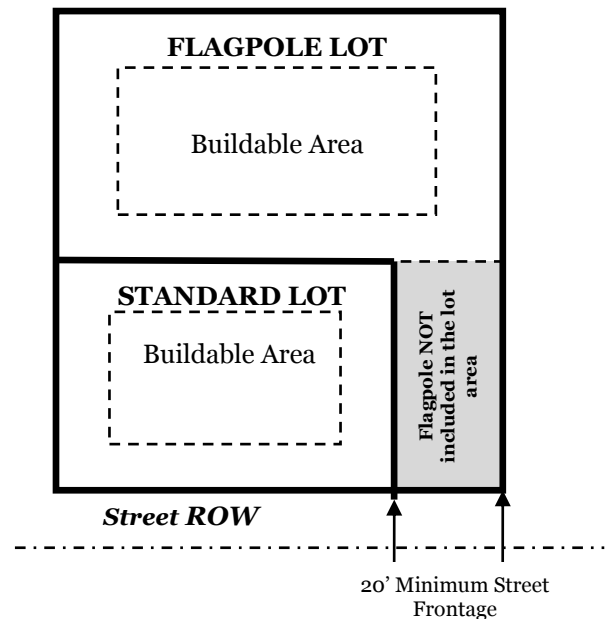 FLAGPOLE LOT
Buildable Area
STANDARD LOT
Buildable Area
Flagpole NOT
included in the lot
area
Street ROW
20’ Minimum Street
Frontage